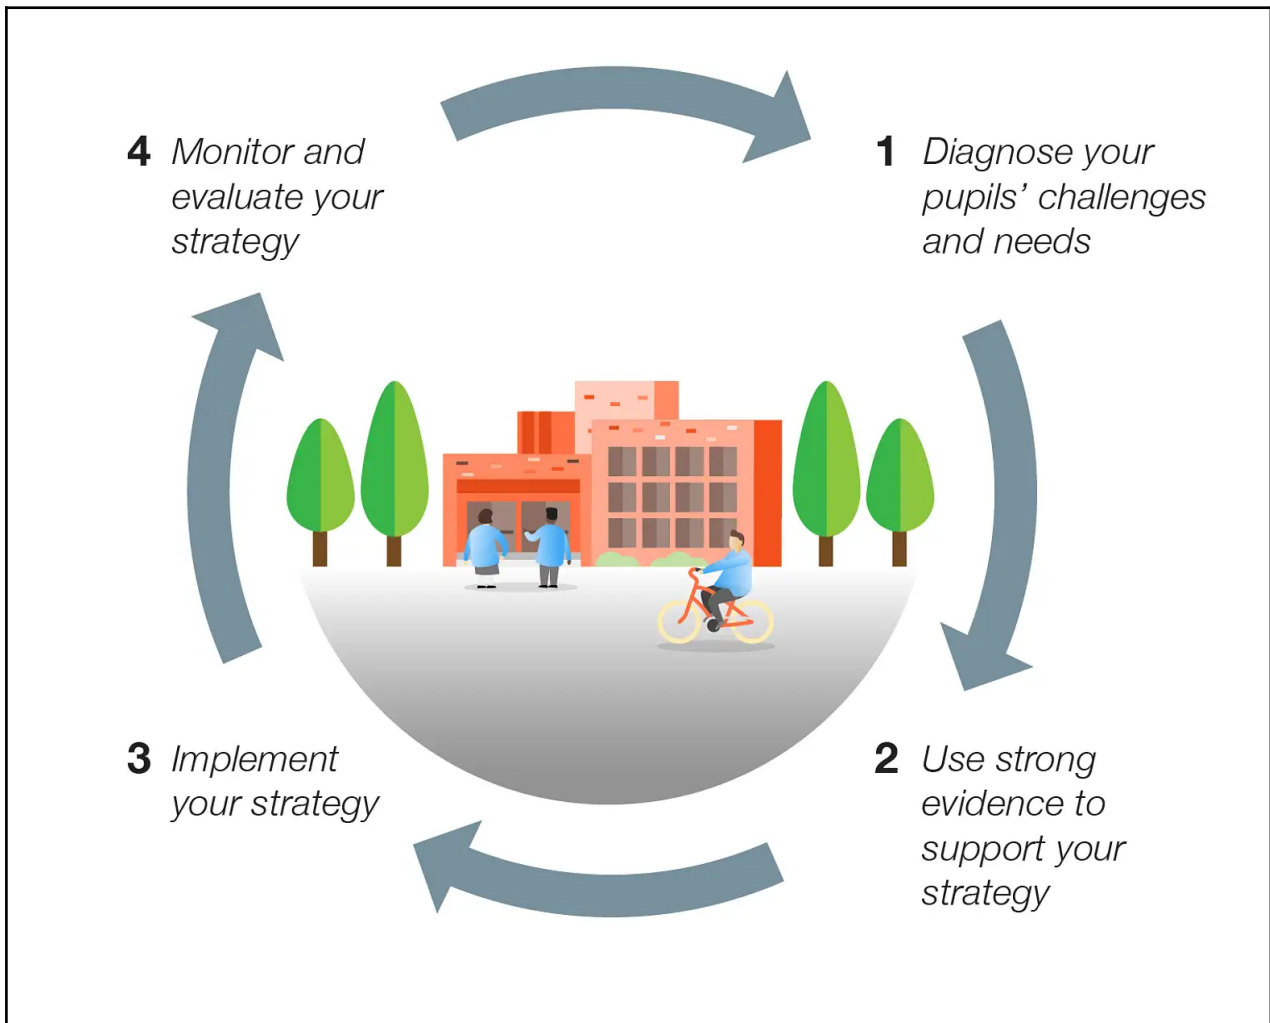 1 Diagnose your
pupils’ challenges
and needs
2 Use strong
evidence to
support your
strategy
3 Implement
your strategy
4 Monitor and
evaluate your
strategy